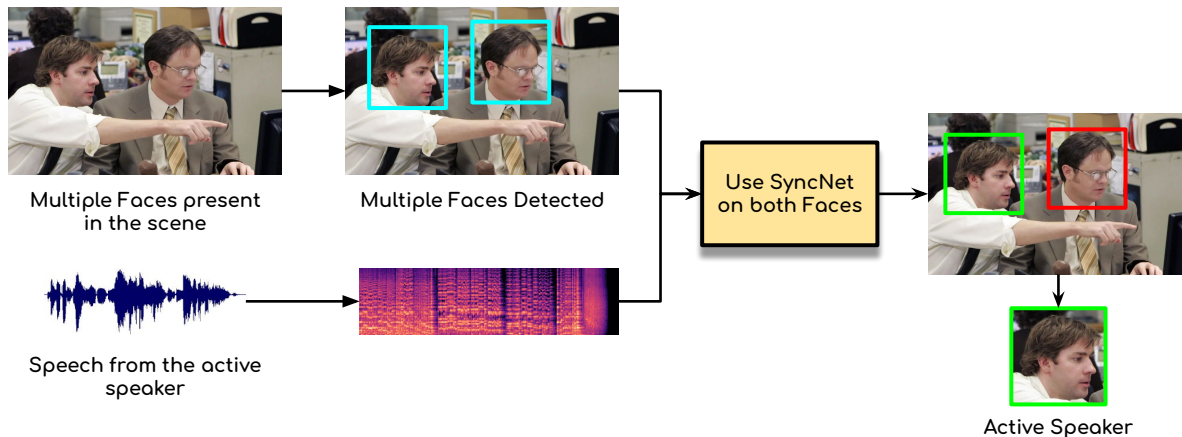 Multiple Faces present
in the scene
Multiple Faces Detected
Use SyncNet
on both Faces
Speech from the active
speaker
Active Speaker